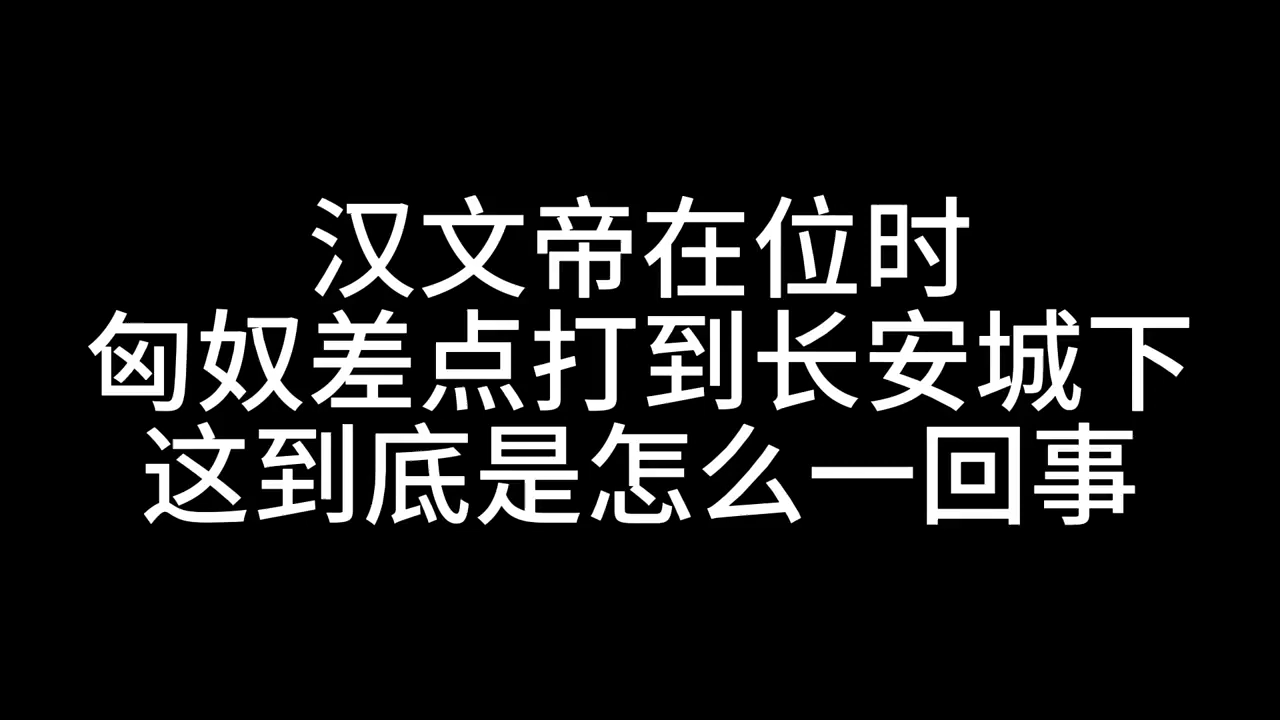 汉文帝在位时
匈奴差点打到长安城下
这到底是怎么一回事